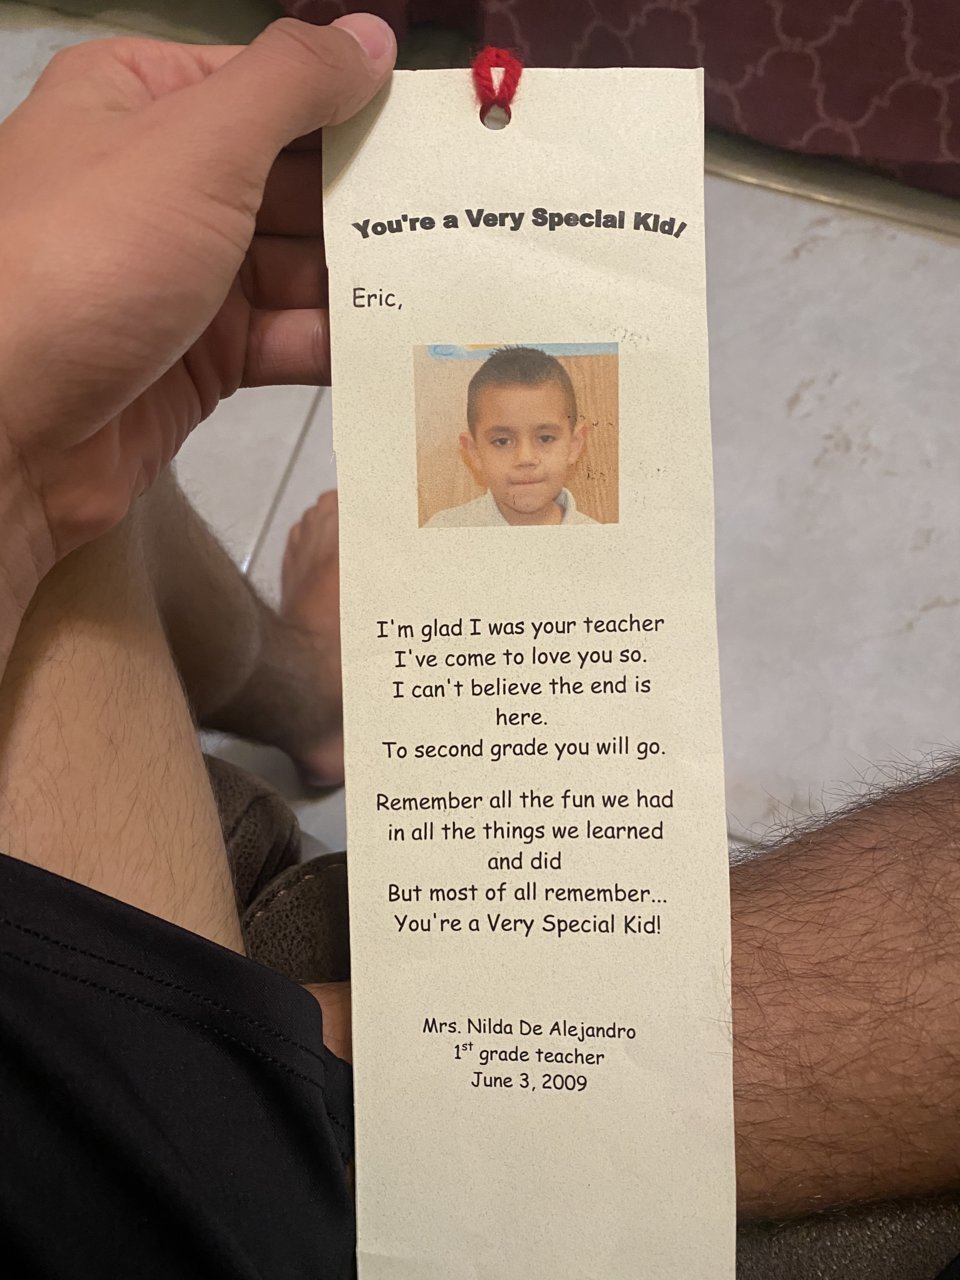 You're a Very Special Kid!
Eric,
I'm glad I was your teacher
I've come to love you so.
I can't believe the end is
here.
To second grade you will go.
Remember all the fun we had
in all the things we learned
and did
But most of all remember...
You're a Very Special Kid!
Mrs. Nilda De Alejandro
1st grade teacher
June 3, 2009